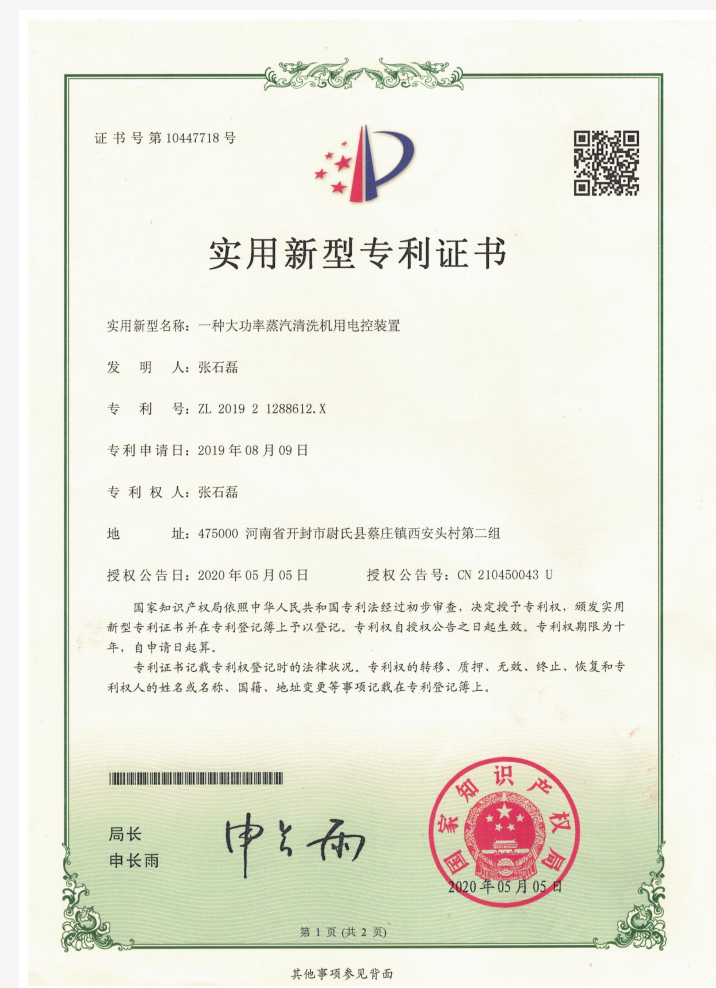 证书号第10447718号
实用新型专利证书
实用新型名称：一种大功率蒸汽清洗机用电控装置
发明人：张石磊
专利号：ZL 2019 2 1288612.X
专利申请日：2019年08月09日
专利权人：张石磊
地址：475000 河南省开封市尉氏县蔡庄镇西安头村第二组
授权公告日：2020年05月05日 授权公告号：CN 210450043 U
国家知识产权局依照中华人民共和国专利法经过初步审查，决定授予专利权，颁发实用
新型专利证书并在专利登记簿上予以登记。专利权自授权公告之日起生效。专利权期限为十
年，自申请日起算。
专利证书记载专利权登记时的法律状况。专利权的转移、质押、无效、终止、恢复和专
利权人的姓名或名称、国籍、地址变更等事项记载在专利登记簿上。
局长
申长雨
申长雨
国家知识产权局
2020年05月05日
第1页(共2页)
其他事项参见背面